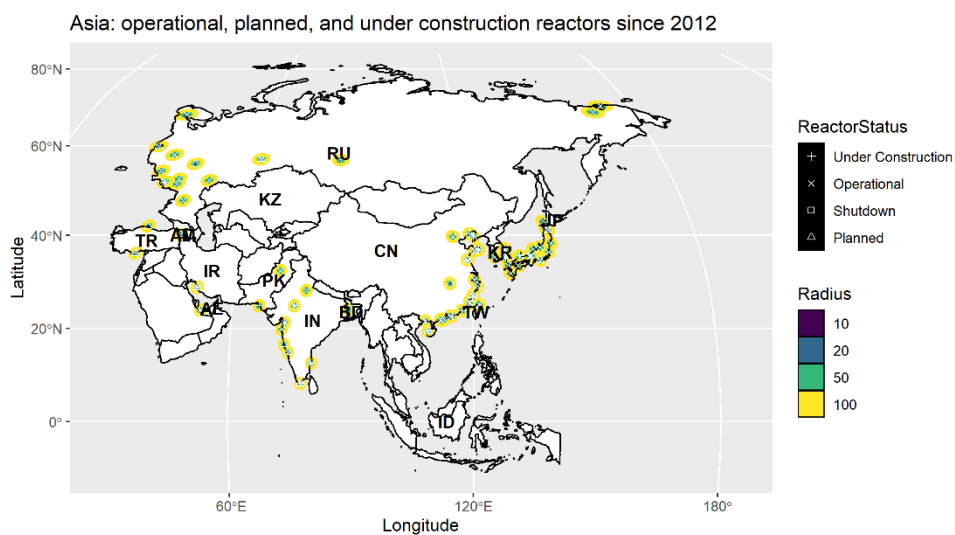 Asia: operational, planned, and under construction reactors since 2012
80°N
60°N
40°N
20°N
0°
Latitude
RU
KZ
JP
TR
CN
KR
IR
PK
AE
IN
BD
TW
ID
60°E
120°E
180°
Longitude
ReactorStatus
Under Construction
Operational
Shutdown
Planned
Radius
10
20
50
100